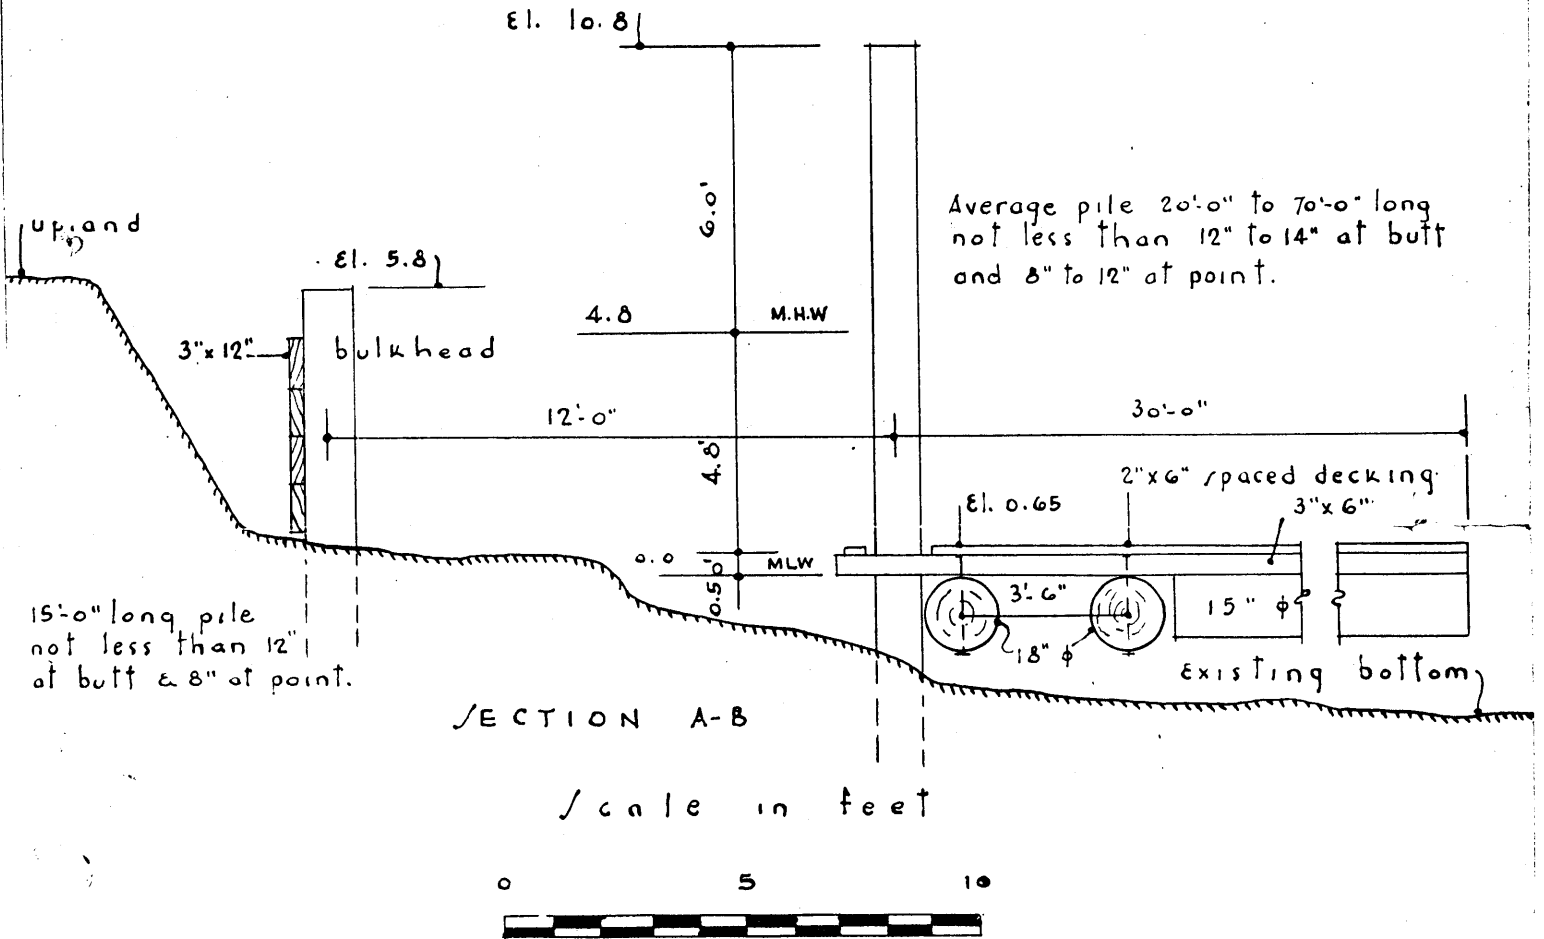 El. 10.8
upland
El. 5.8
6.0'
Average pile 20'-0" to 70'-0" long
not less than 12" to 14" at butt
and 8" to 12" at point.
4.8
M.H.W
3"x12"
bulkhead
12'-0"
30'-0"
4.8'
2"x6" spaced decking
El. 0.65
3"x6"
0.0
MLW
0.5'
3'-6"
15" ϕ
18" ϕ
15'-0" long pile
not less than 12"
at butt & 8" at point.
Existing bottom
SECTION A-B
Scale in feet
0 5 10